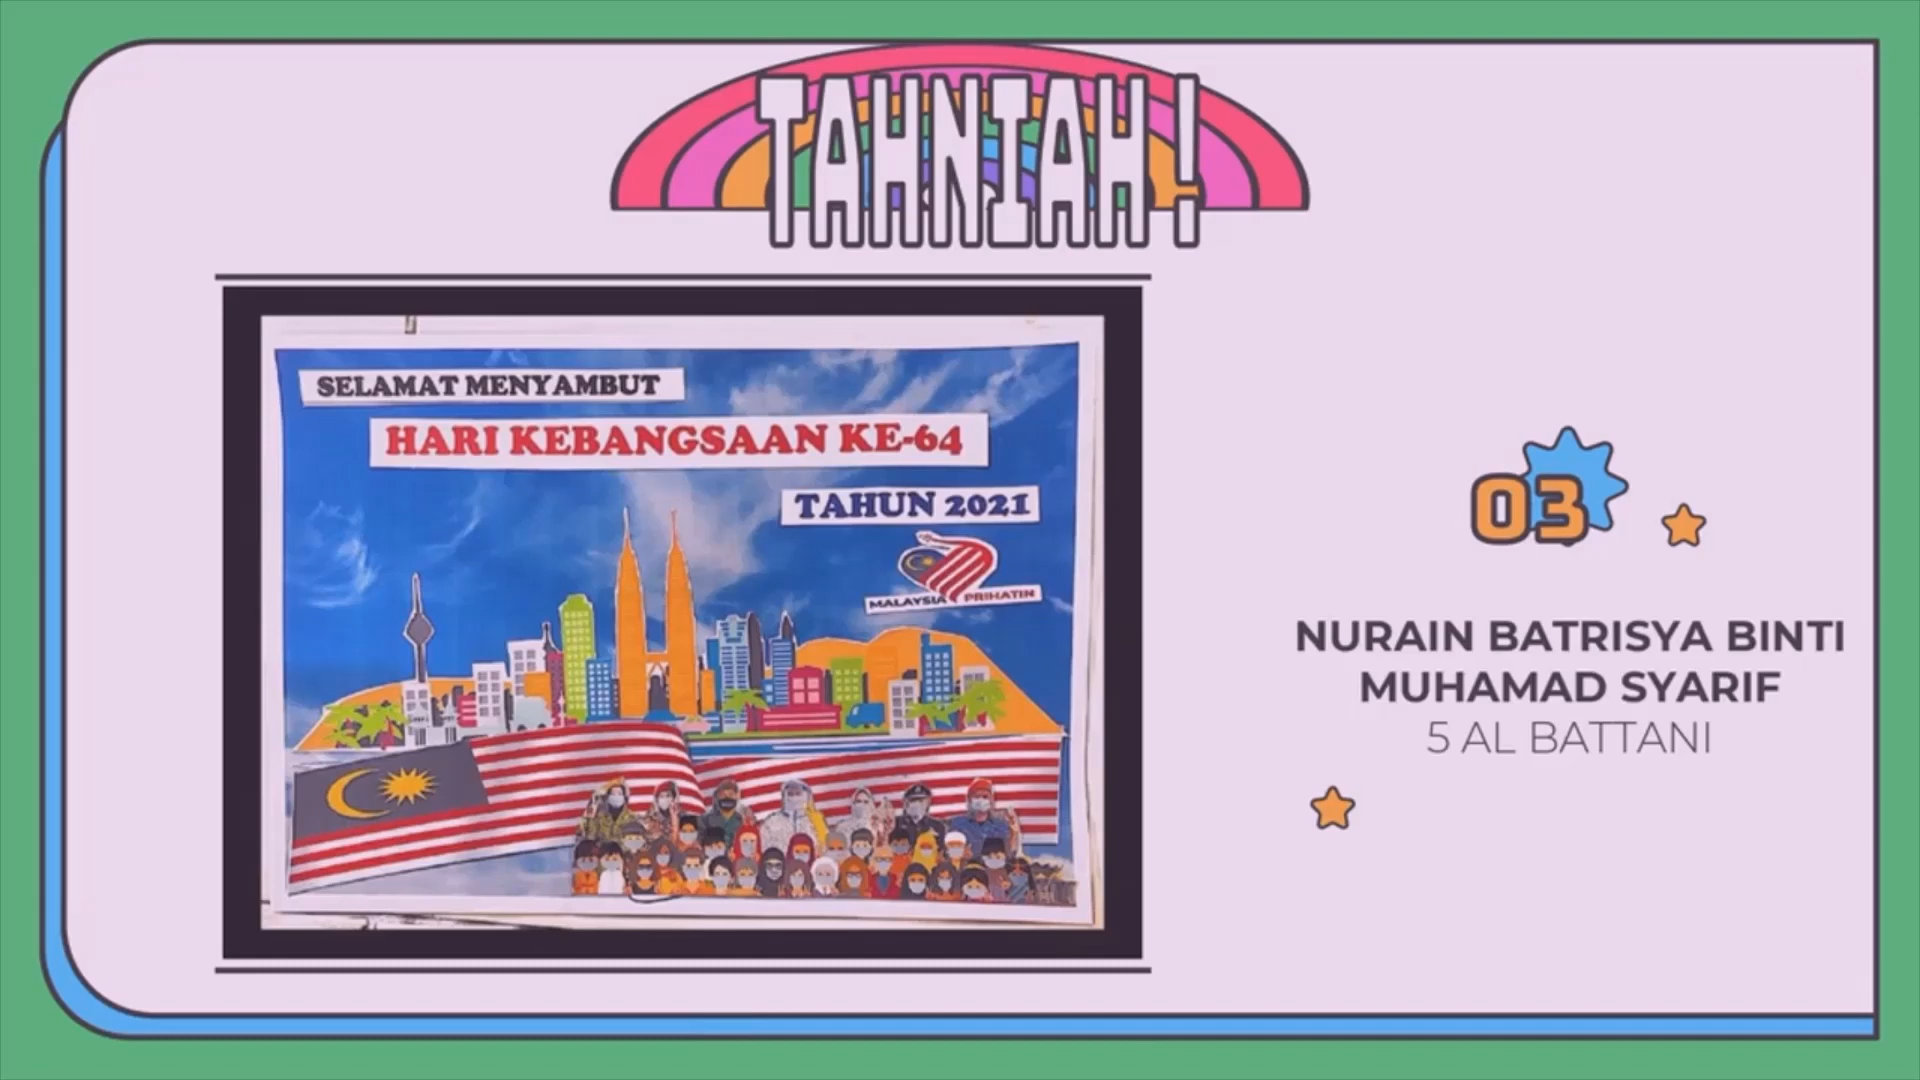 TAHNIAH!
SELAMAT MENYAMBUT
HARI KEBANGSAAN KE-64
TAHUN 2021
MALAYSIA PRIHATIN
03
NURAIN BATRISYA BINTI
MUHAMAD SYARIF
5 AL BATTANI